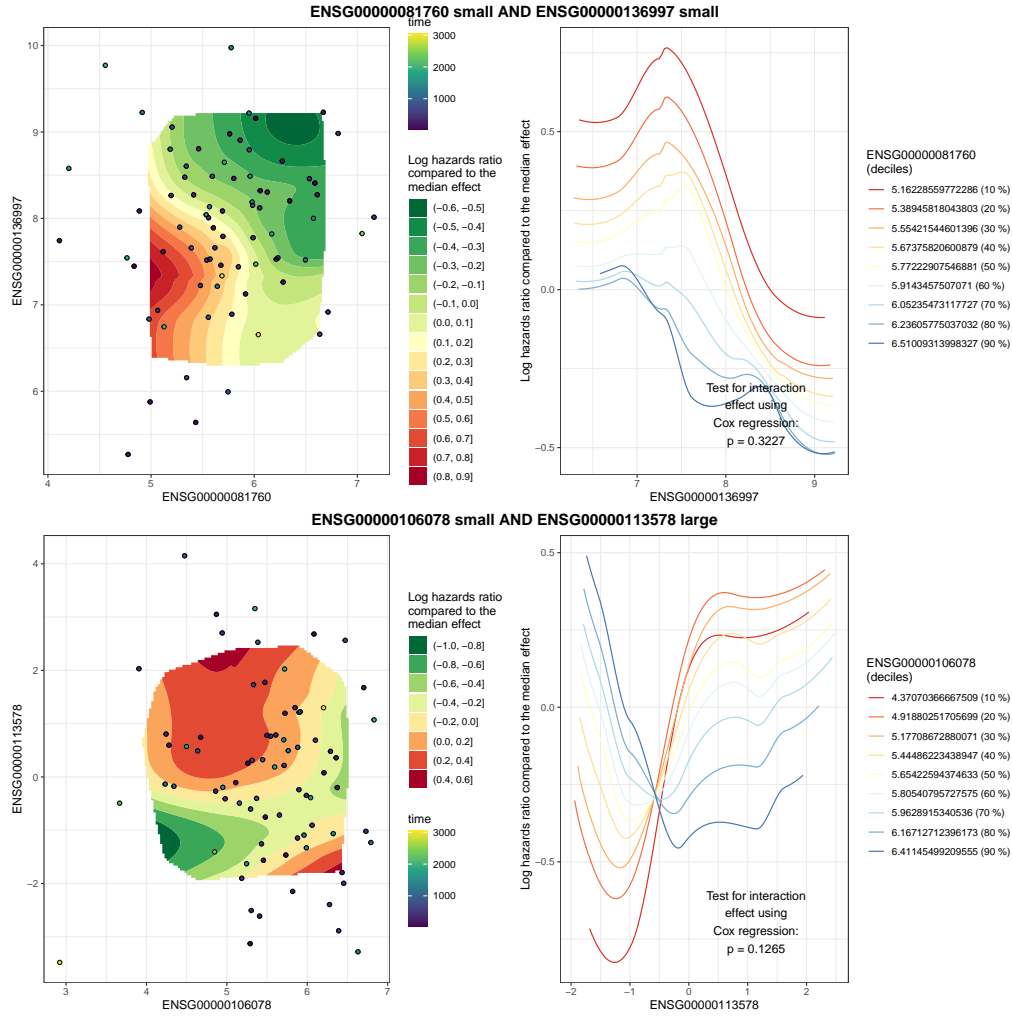 ENSG00000081760 small AND ENSG00000136997 small
time
3000
2000
1000
Log hazards ratio
compared to the
median effect
(−0.6, −0.5]
(−0.5, −0.4]
(−0.4, −0.3]
(−0.3, −0.2]
(−0.2, −0.1]
(−0.1, 0.0]
(0.0, 0.1]
(0.1, 0.2]
(0.2, 0.3]
(0.3, 0.4]
(0.4, 0.5]
(0.5, 0.6]
(0.6, 0.7]
(0.7, 0.8]
(0.8, 0.9]
ENSG00000136997
10
9
8
7
6
4
5
6
7
ENSG00000081760
Log hazards ratio compared to the median effect
0.5
0.0
−0.5
7
8
9
ENSG00000136997
Test for interaction
effect using
Cox regression:
p = 0.3227
ENSG00000081760
(deciles)
5.16228559772286 (10 %)
5.38945818043803 (20 %)
5.55421544601396 (30 %)
5.67375820600879 (40 %)
5.77222907546881 (50 %)
5.9143457507071 (60 %)
6.05235473117727 (70 %)
6.23605775037032 (80 %)
6.51009313998327 (90 %)
ENSG00000106078 small AND ENSG00000113578 large
ENSG00000113578
4
2
0
−2
3
4
5
6
7
ENSG00000106078
Log hazards ratio
compared to the
median effect
(−1.0, −0.8]
(−0.8, −0.6]
(−0.6, −0.4]
(−0.4, −0.2]
(−0.2, 0.0]
(0.0, 0.2]
(0.2, 0.4]
(0.4, 0.6]
time
3000
2000
1000
Log hazards ratio compared to the median effect
0.5
0.0
−0.5
−2
−1
0
1
2
ENSG00000113578
Test for interaction
effect using
Cox regression:
p = 0.1265
ENSG00000106078
(deciles)
4.37070366667509 (10 %)
4.91880251705699 (20 %)
5.17708672880071 (30 %)
5.44486223438947 (40 %)
5.65422594374633 (50 %)
5.80540795727575 (60 %)
5.9628915340536 (70 %)
6.16712712396173 (80 %)
6.41145499209555 (90 %)